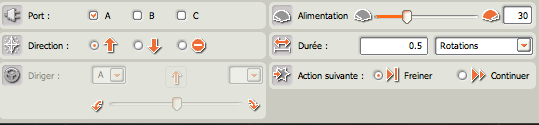 Port : A B C
Direction :
Diriger : A
Alimentation 30
Durée : 0.5 Rotations
Action suivante : Freiner Continuer